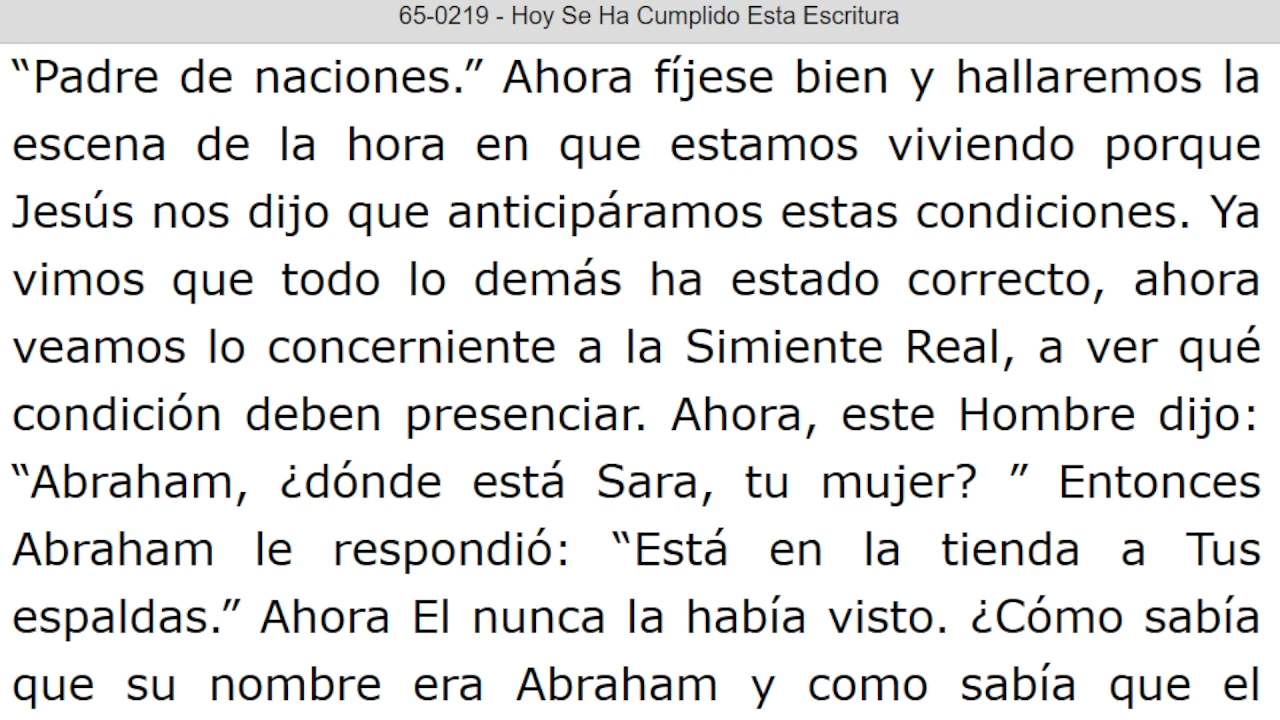 65-0219 - Hoy Se Ha Cumplido Esta Escritura
“Padre de naciones.” Ahora fíjese bien y hallaremos la
escena de la hora en que estamos viviendo porque
Jesús nos dijo que anticipáramos estas condiciones. Ya
vimos que todo lo demás ha estado correcto, ahora
veamos lo concerniente a la Simiente Real, a ver qué
condición deben presenciar. Ahora, este Hombre dijo:
“Abraham, ¿dónde está Sara, tu mujer? ” Entonces
Abraham le respondió: “Está en la tienda a Tus
espaldas.” Ahora El nunca la había visto. ¿Cómo sabía
que su nombre era Abraham y como sabía que el